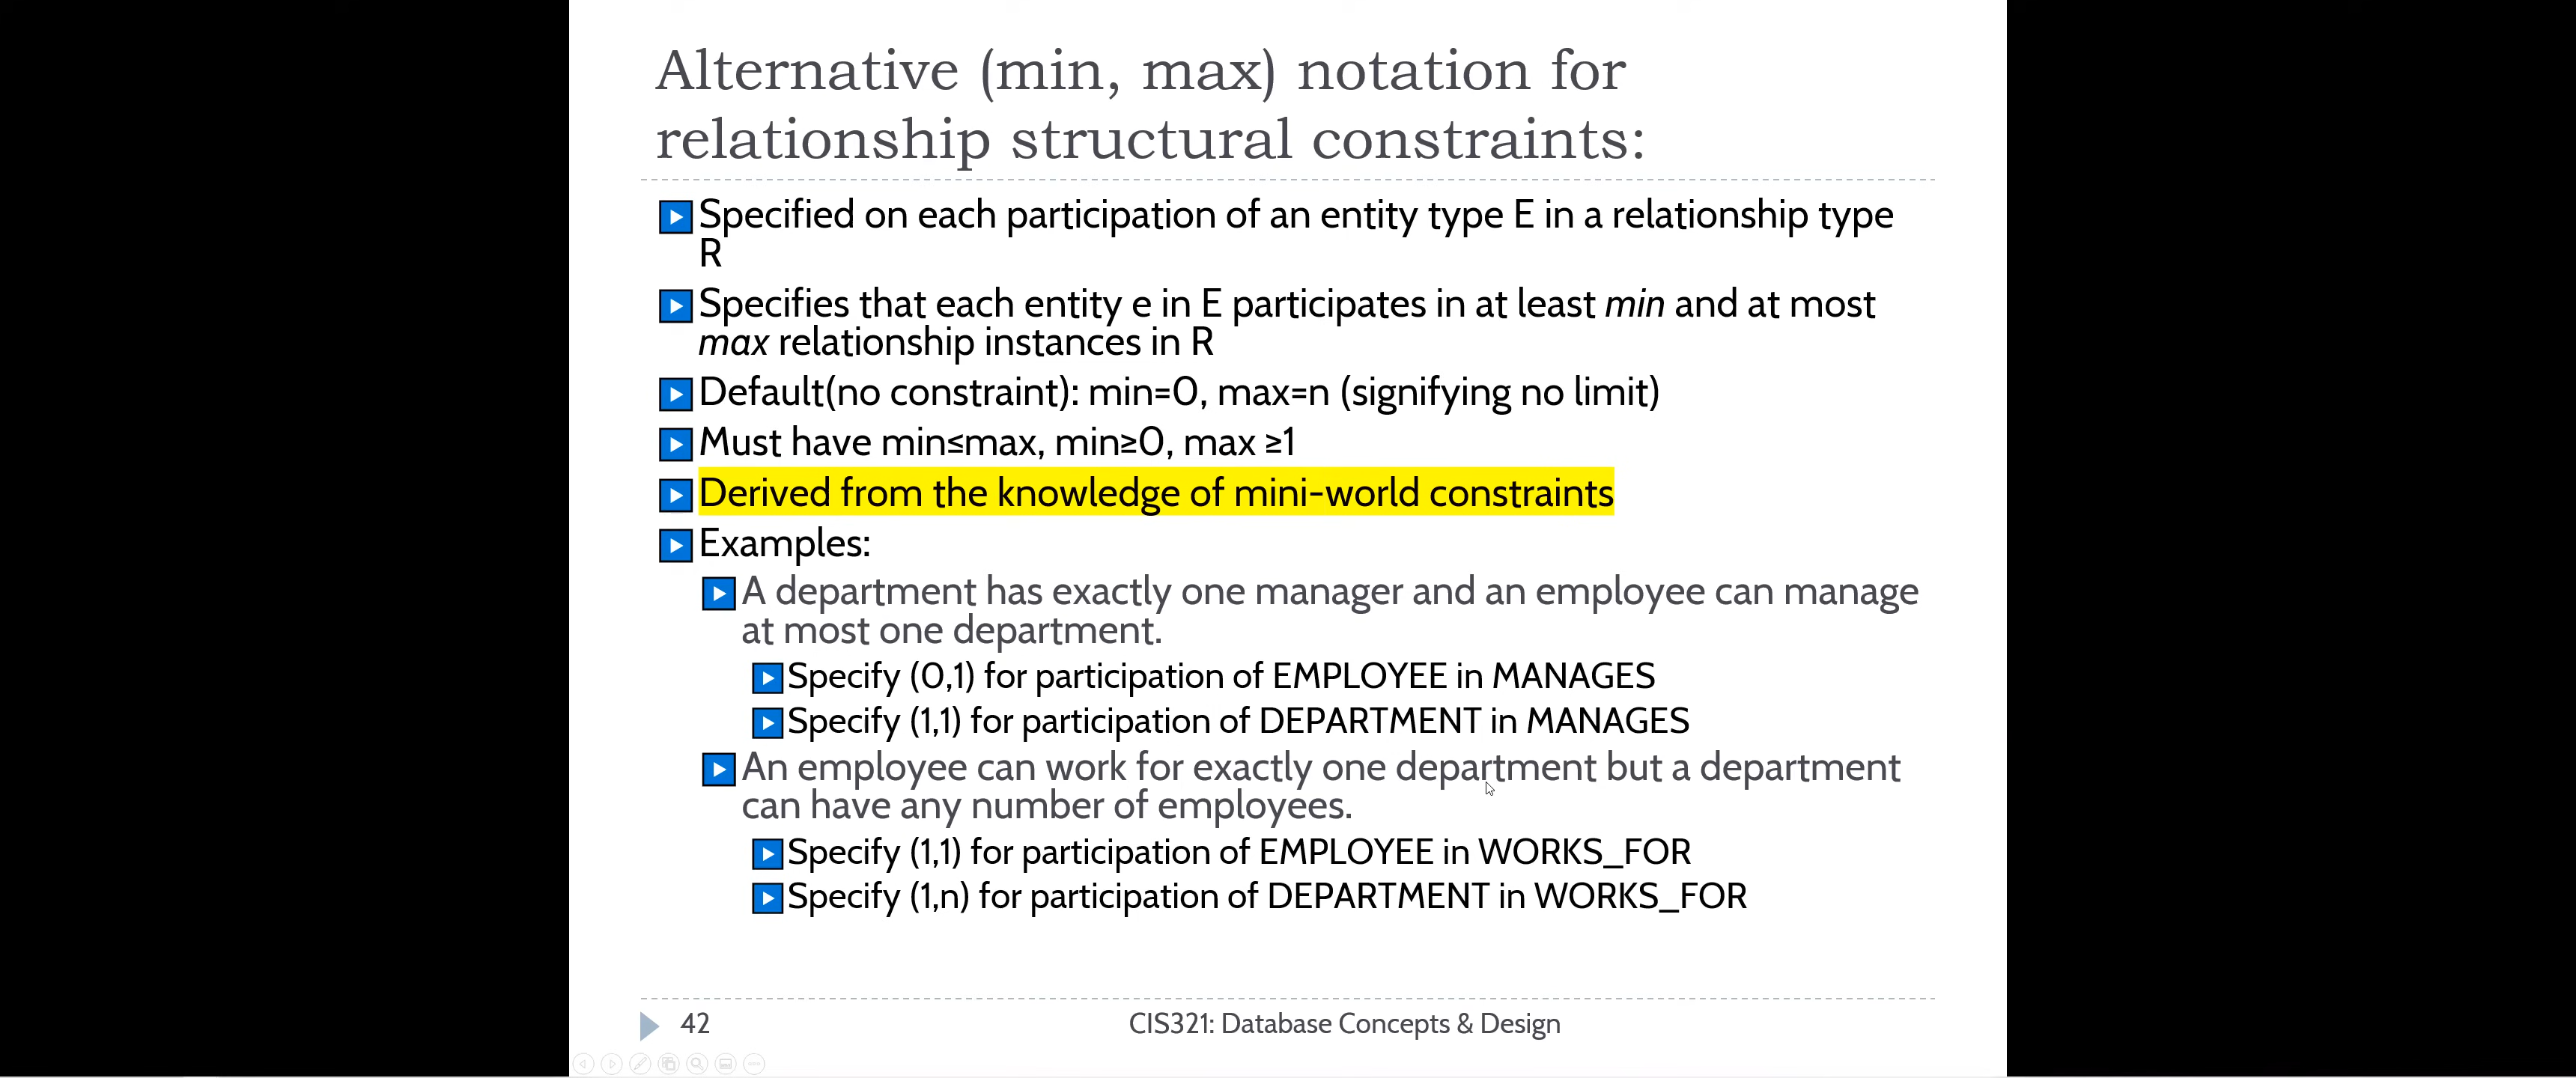 Alternative (min, max) notation for
relationship structural constraints:
Specified on each participation of an entity type E in a relationship type
R
Specifies that each entity e in E participates in at least min and at most
max relationship instances in R
Default(no constraint): min=0, max=n (signifying no limit)
Must have min≤max, min≥0, max ≥1
Derived from the knowledge of mini-world constraints
Examples:
A department has exactly one manager and an employee can manage
at most one department.
Specify (0,1) for participation of EMPLOYEE in MANAGES
Specify (1,1) for participation of DEPARTMENT in MANAGES
An employee can work for exactly one department but a department
can have any number of employees.
Specify (1,1) for participation of EMPLOYEE in WORKS_FOR
Specify (1,n) for participation of DEPARTMENT in WORKS_FOR
42
CIS321: Database Concepts & Design